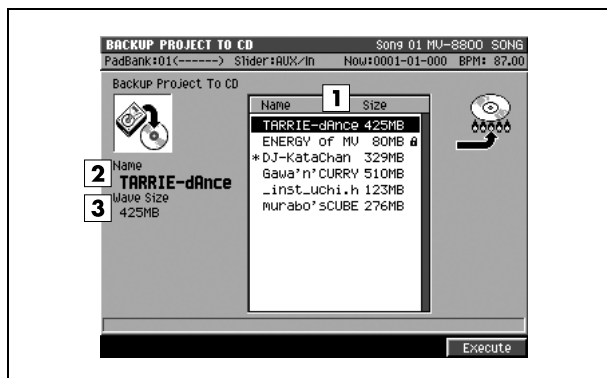 BACKUP PROJECT TO CD Song 01 MV-8800 SONG
PadBank:01(------) Slider:AUX/In Now:0001-01-000 BPM: 87.00
Backup Project To CD
1
Name Size
TARRIE-dAnce 425MB
ENERGY of MV 80MB
*DJ-KataChan 329MB
Gawa'n'CURRY 510MB
_inst_uchi.h 123MB
murabo'sCUBE 276MB
2
Name
TARRIE-dAnce
3
Wave Size
425MB
Execute